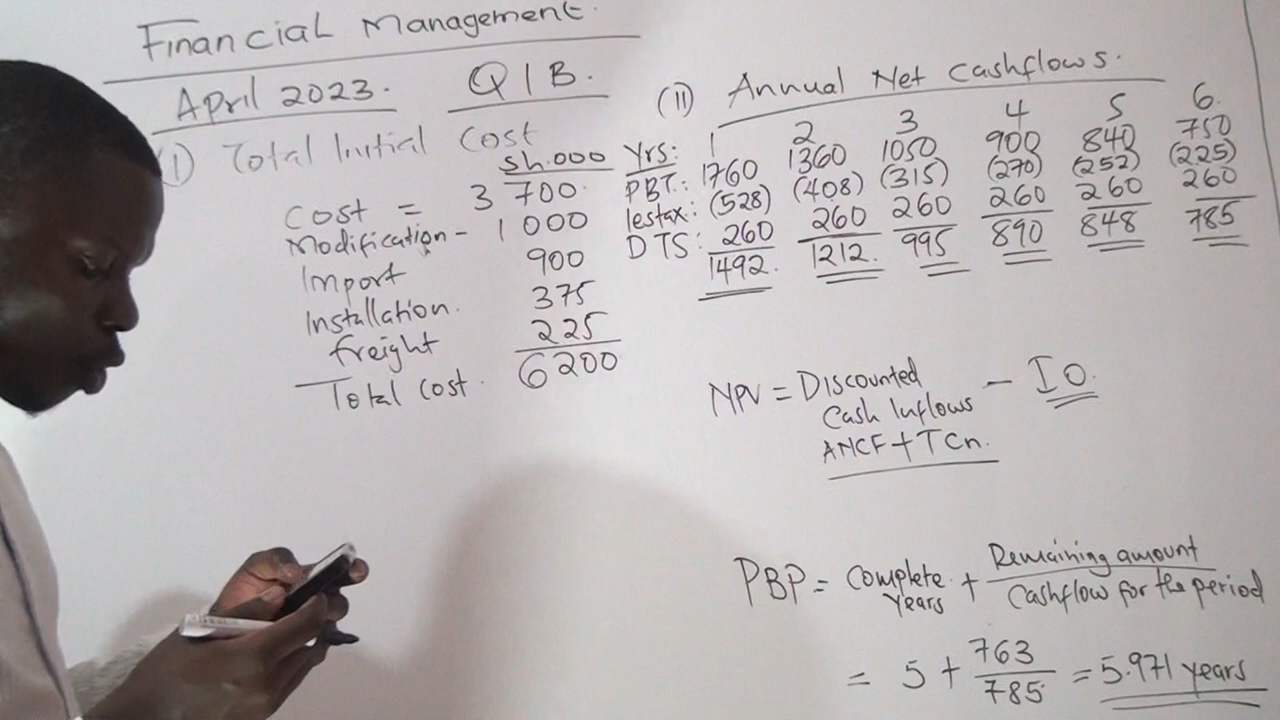 Financial Management.
April 2023. Q1B.
(I) Total Initial Cost
sh.000
Cost = 3 700
Modification - 1 000
Import 900
Installation. 375
freight 225
Total cost. 6200
(II) Annual Net Cashflows.
Yrs: 1 2 3 4 5 6.
PBT: 1760 1360 1050 900 840 750
lestax: (528) (408) (315) (270) (252) (225)
DTS: 260 260 260 260 260 260
1492. 1212. 995 890 848 785
NPV = Discounted Cash Inflows - IO.
ANCF + TCn.
PBP = Complete Years + Remaining amount / Cashflow for the period
= 5 + 763 / 785 = 5.971 years